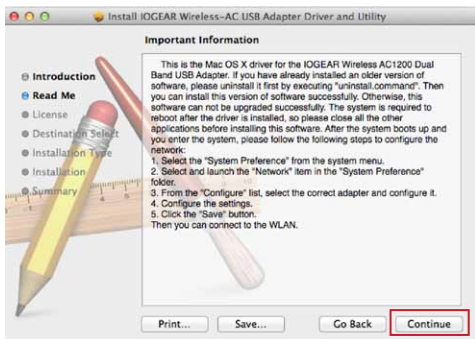 Install IOGEAR Wireless-AC USB Adapter Driver and Utility
Important Information
Introduction
Read Me
License
Destination Select
Installation Type
Installation
Summary
This is the Mac OS X driver for the IOGEAR Wireless AC1200 Dual
Band USB Adapter. If you have already installed an older version of
software, please uninstall it first by executing "uninstall.command". Then
you can install this version of software successfully. Otherwise, this
software can not be upgraded successfully. The system is required to
reboot after the driver is installed, so please close all the other
applications before installing this software. After the system boots up and
you enter the system, please follow the following steps to configure the
network:
1. Select the "System Preference" from the system menu.
2. Select and launch the "Network" item in the "System Preference"
folder.
3. From the "Configure" list, select the correct adapter and configure it.
4. Configure the settings.
5. Click the "Save" button.
Then you can connect to the WLAN.
Print... Save... Go Back Continue